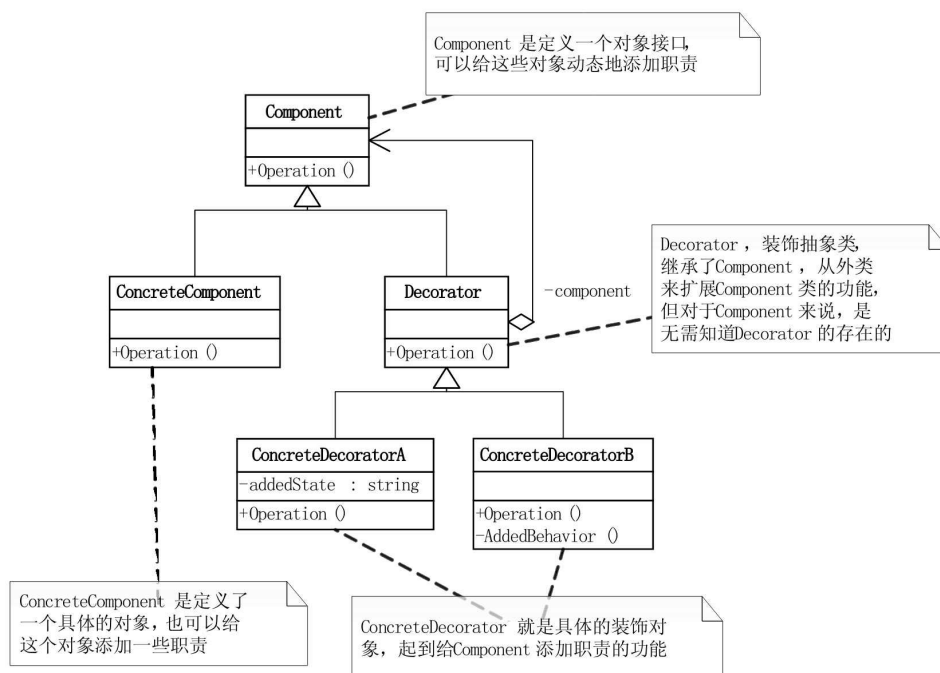 Component 是定义一个对象接口,
可以给这些对象动态地添加职责
Component
+Operation ()
Decorator , 装饰抽象类,
继承了Component , 从外类
来扩展Component 类的功能,
但对于Component 来说, 是
无需知道Decorator 的存在的
ConcreteComponent
+Operation ()
Decorator
+Operation ()
-component
ConcreteDecoratorA
-addedState : string
+Operation ()
ConcreteDecoratorB
+Operation ()
-AddedBehavior ()
ConcreteComponent 是定义了
一个具体的对象, 也可以给
这个对象添加一些职责
ConcreteDecorator 就是具体的装饰对
象, 起到给Component 添加职责的功能